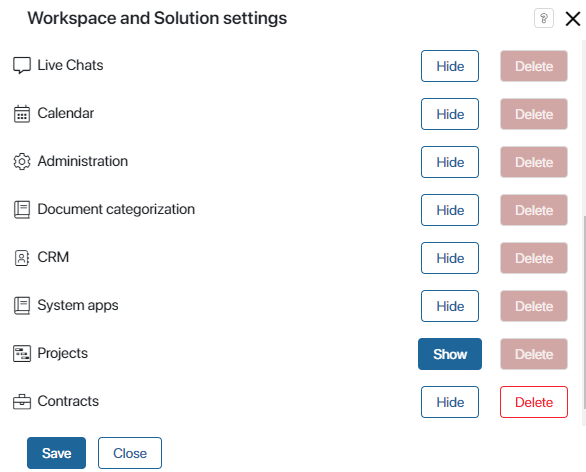 Workspace and Solution settings ?
Live Chats Hide Delete
Calendar Hide Delete
Administration Hide Delete
Document categorization Hide Delete
CRM Hide Delete
System apps Hide Delete
Projects Show Delete
Contracts Hide Delete
Save Close